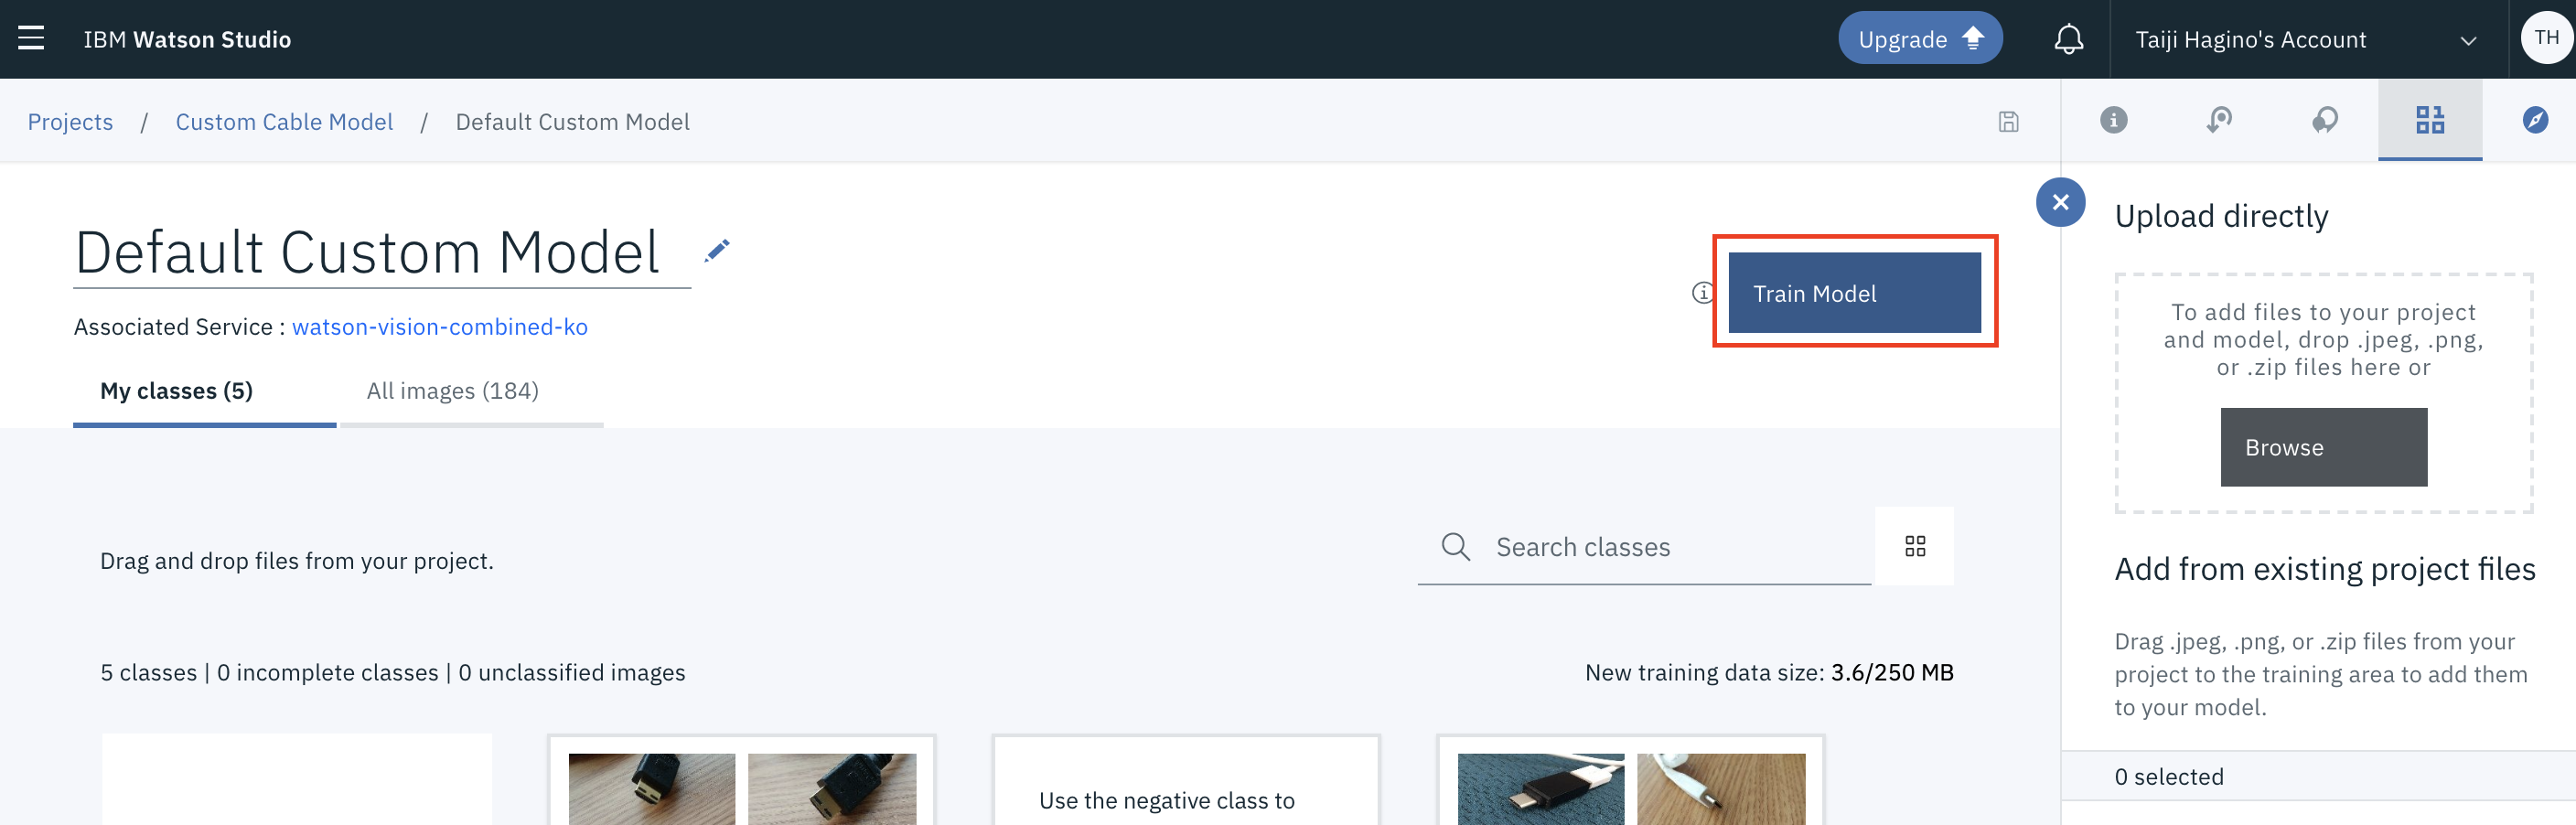 IBM Watson Studio
Upgrade
Taiji Hagino's Account
TH
Projects / Custom Cable Model / Default Custom Model
Default Custom Model
Train Model
Associated Service : watson-vision-combined-ko
My classes (5)
All images (184)
Drag and drop files from your project.
Search classes
5 classes | 0 incomplete classes | 0 unclassified images
New training data size: 3.6/250 MB
Use the negative class to
Upload directly
To add files to your project
and model, drop .jpeg, .png,
or .zip files here or
Browse
Add from existing project files
Drag .jpeg, .png, or .zip files from your
project to the training area to add them
to your model.
0 selected